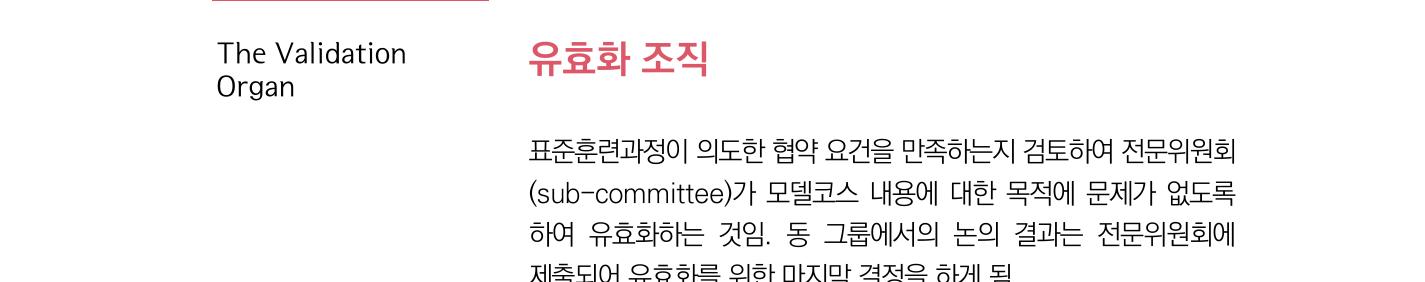 The Validation
Organ
유효화 조직
표준훈련과정이 의도한 협약 요건을 만족하는지 검토하여 전문위원회
(sub-committee)가 모델코스 내용에 대한 목적에 문제가 없도록
하여 유효화하는 것임. 동 그룹에서의 논의 결과는 전문위원회에
제출되어 유효화를 위한 마지막 결정을 하게 됨